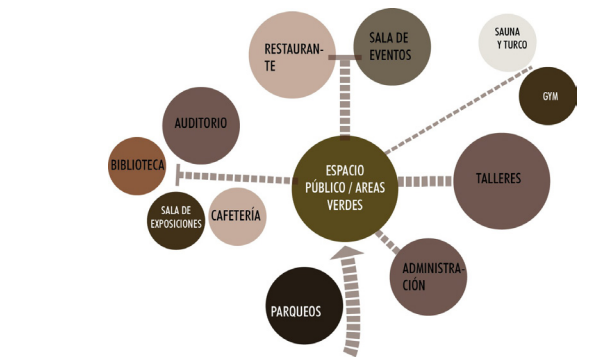 RESTAURAN-
TE
SALA DE
EVENTOS
SAUNA
Y TURCO
GYM
AUDITORIO
BIBLIOTECA
SALA DE
EXPOSICIONES
CAFETERÍA
ESPACIO
PÚBLICO / AREAS
VERDES
TALLERES
ADMINISTRA-
CIÓN
PARQUEOS